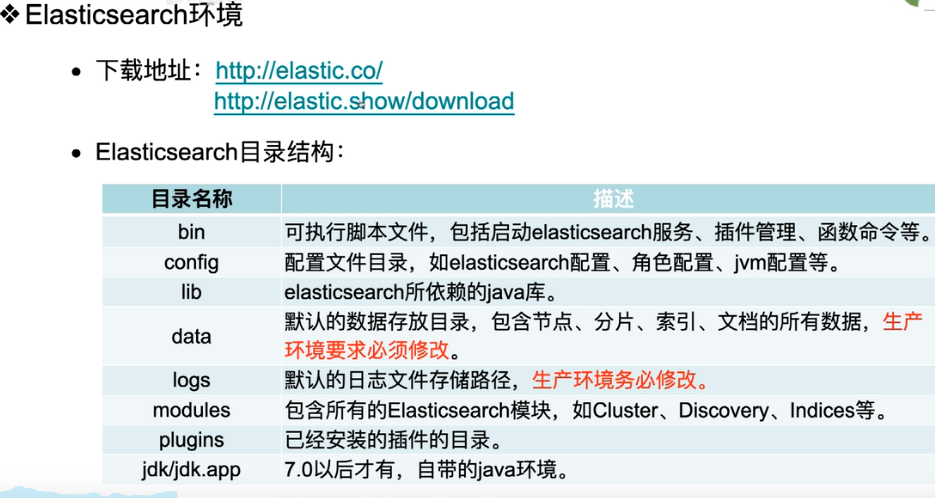 ❖Elasticsearch环境
• 下载地址：http://elastic.co/
http://elastic.show/download
• Elasticsearch目录结构：
目录名称 描述
bin 可执行脚本文件，包括启动elasticsearch服务、插件管理、函数命令等。
config 配置文件目录，如elasticsearch配置、角色配置、jvm配置等。
lib elasticsearch所依赖的java库。
data 默认的数据存放目录，包含节点、分片、索引、文档的所有数据，生产
环境要求必须修改。
logs 默认的日志文件存储路径，生产环境务必修改。
modules 包含所有的Elasticsearch模块，如Cluster、Discovery、Indices等。
plugins 已经安装的插件的目录。
jdk/jdk.app 7.0以后才有，自带的java环境。